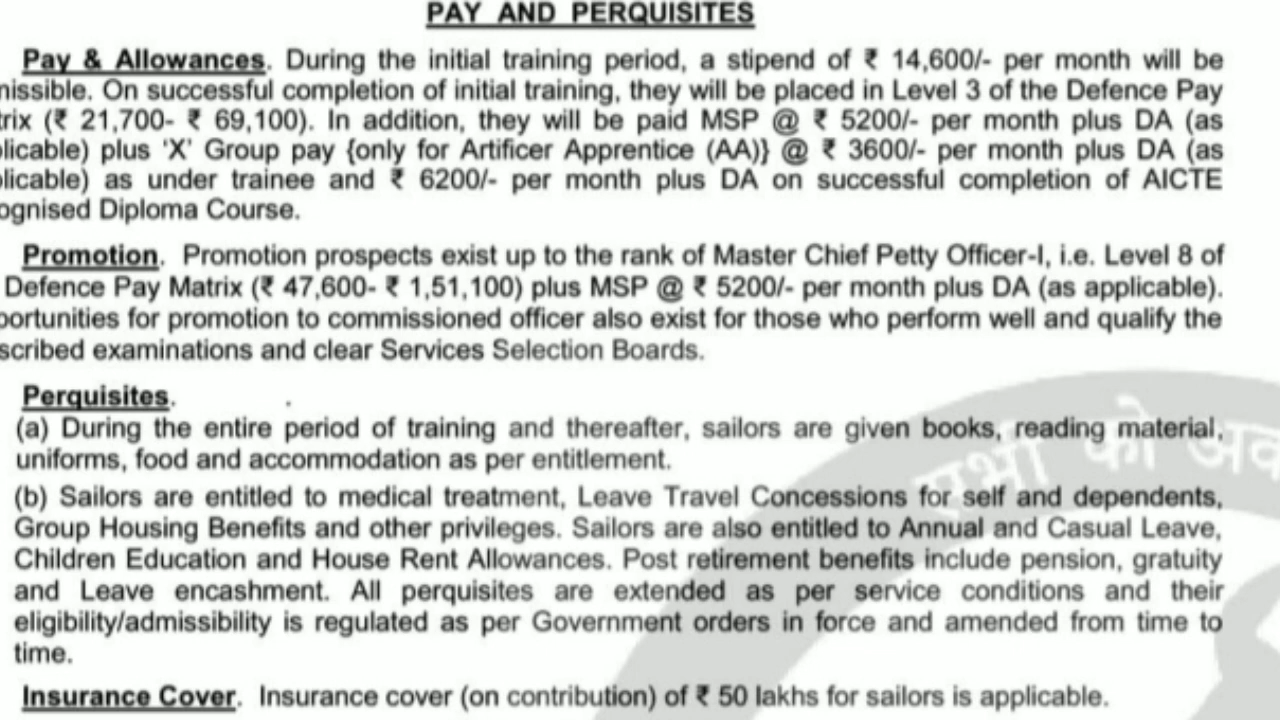 PAY AND PERQUISITES
Pay & Allowances. During the initial training period, a stipend of ₹ 14,600/- per month will be
nissible. On successful completion of initial training, they will be placed in Level 3 of the Defence Pay
trix (₹ 21,700- ₹ 69,100). In addition, they will be paid MSP @ ₹ 5200/- per month plus DA (as
plicable) plus ‘X’ Group pay {only for Artificer Apprentice (AA)} @ ₹ 3600/- per month plus DA (as
plicable) as under trainee and ₹ 6200/- per month plus DA on successful completion of AICTE
ognised Diploma Course.
Promotion. Promotion prospects exist up to the rank of Master Chief Petty Officer-I, i.e. Level 8 of
Defence Pay Matrix (₹ 47,600- ₹ 1,51,100) plus MSP @ ₹ 5200/- per month plus DA (as applicable).
portunities for promotion to commissioned officer also exist for those who perform well and qualify the
scribed examinations and clear Services Selection Boards.
Perquisites.
(a) During the entire period of training and thereafter, sailors are given books, reading material,
uniforms, food and accommodation as per entitlement.
(b) Sailors are entitled to medical treatment, Leave Travel Concessions for self and dependents,
Group Housing Benefits and other privileges. Sailors are also entitled to Annual and Casual Leave,
Children Education and House Rent Allowances. Post retirement benefits include pension, gratuity
and Leave encashment. All perquisites are extended as per service conditions and their
eligibility/admissibility is regulated as per Government orders in force and amended from time to
time.
Insurance Cover. Insurance cover (on contribution) of ₹ 50 lakhs for sailors is applicable.
को